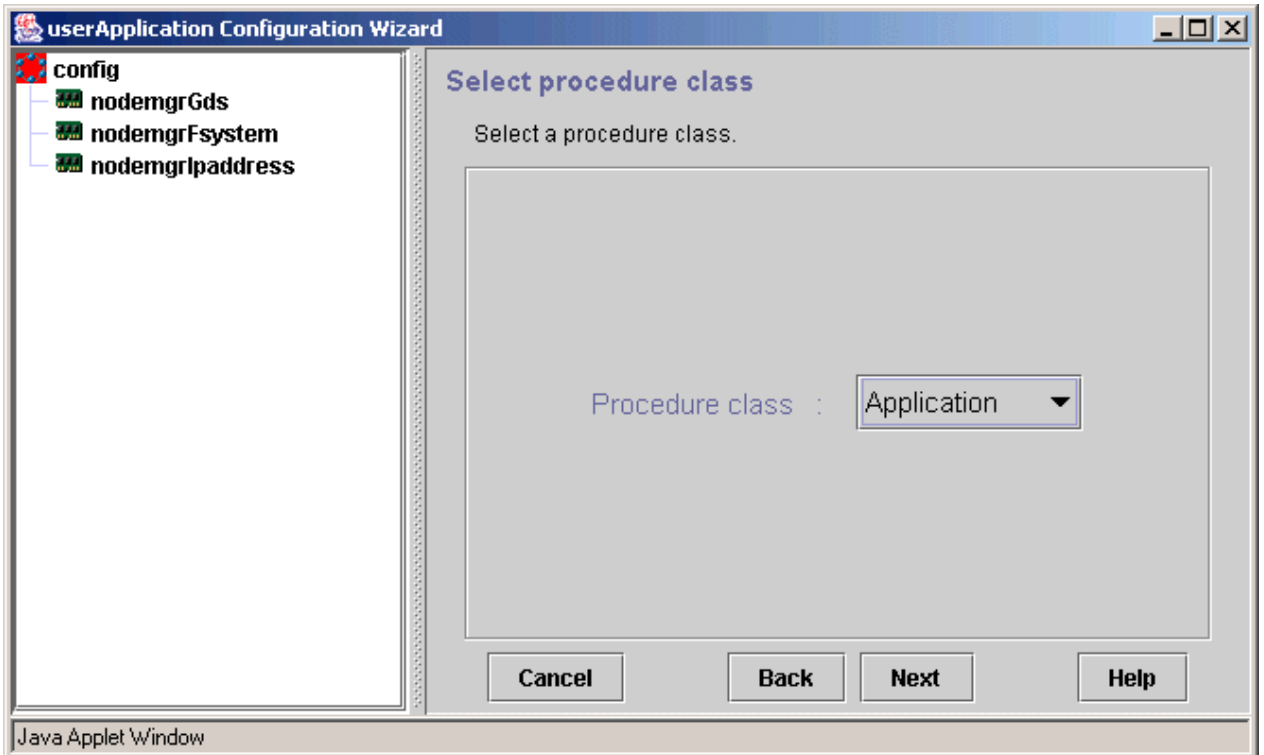 userApplication Configuration Wizard
config
nodemgrGds
nodemgrFsystem
nodemgrIpaddress
Select procedure class
Select a procedure class.
Procedure class : Application
Cancel Back Next Help
Java Applet Window